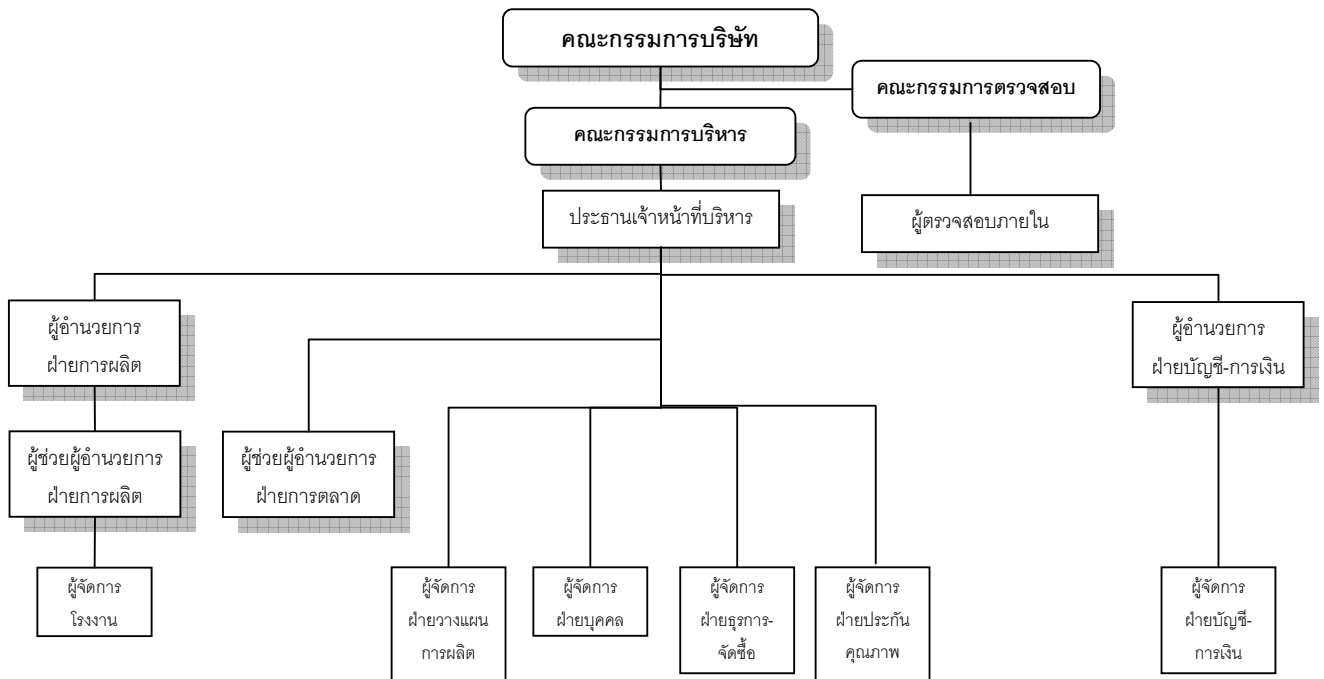 คณะกรรมการบริษัท
คณะกรรมการตรวจสอบ
คณะกรรมการบริหาร
ประธานเจ้าหน้าที่บริหาร
ผู้ตรวจสอบภายใน
ผู้อำนวยการ
ฝ่ายการผลิต
ผู้อำนวยการ
ฝ่ายบัญชี-การเงิน
ผู้ช่วยผู้อำนวยการ
ฝ่ายการผลิต
ผู้ช่วยผู้อำนวยการ
ฝ่ายการตลาด
ผู้จัดการ
โรงงาน
ผู้จัดการ
ฝ่ายวางแผน
การผลิต
ผู้จัดการ
ฝ่ายบุคคล
ผู้จัดการ
ฝ่ายธุรการ-
จัดซื้อ
ผู้จัดการ
ฝ่ายประกัน
คุณภาพ
ผู้จัดการ
ฝ่ายบัญชี-
การเงิน